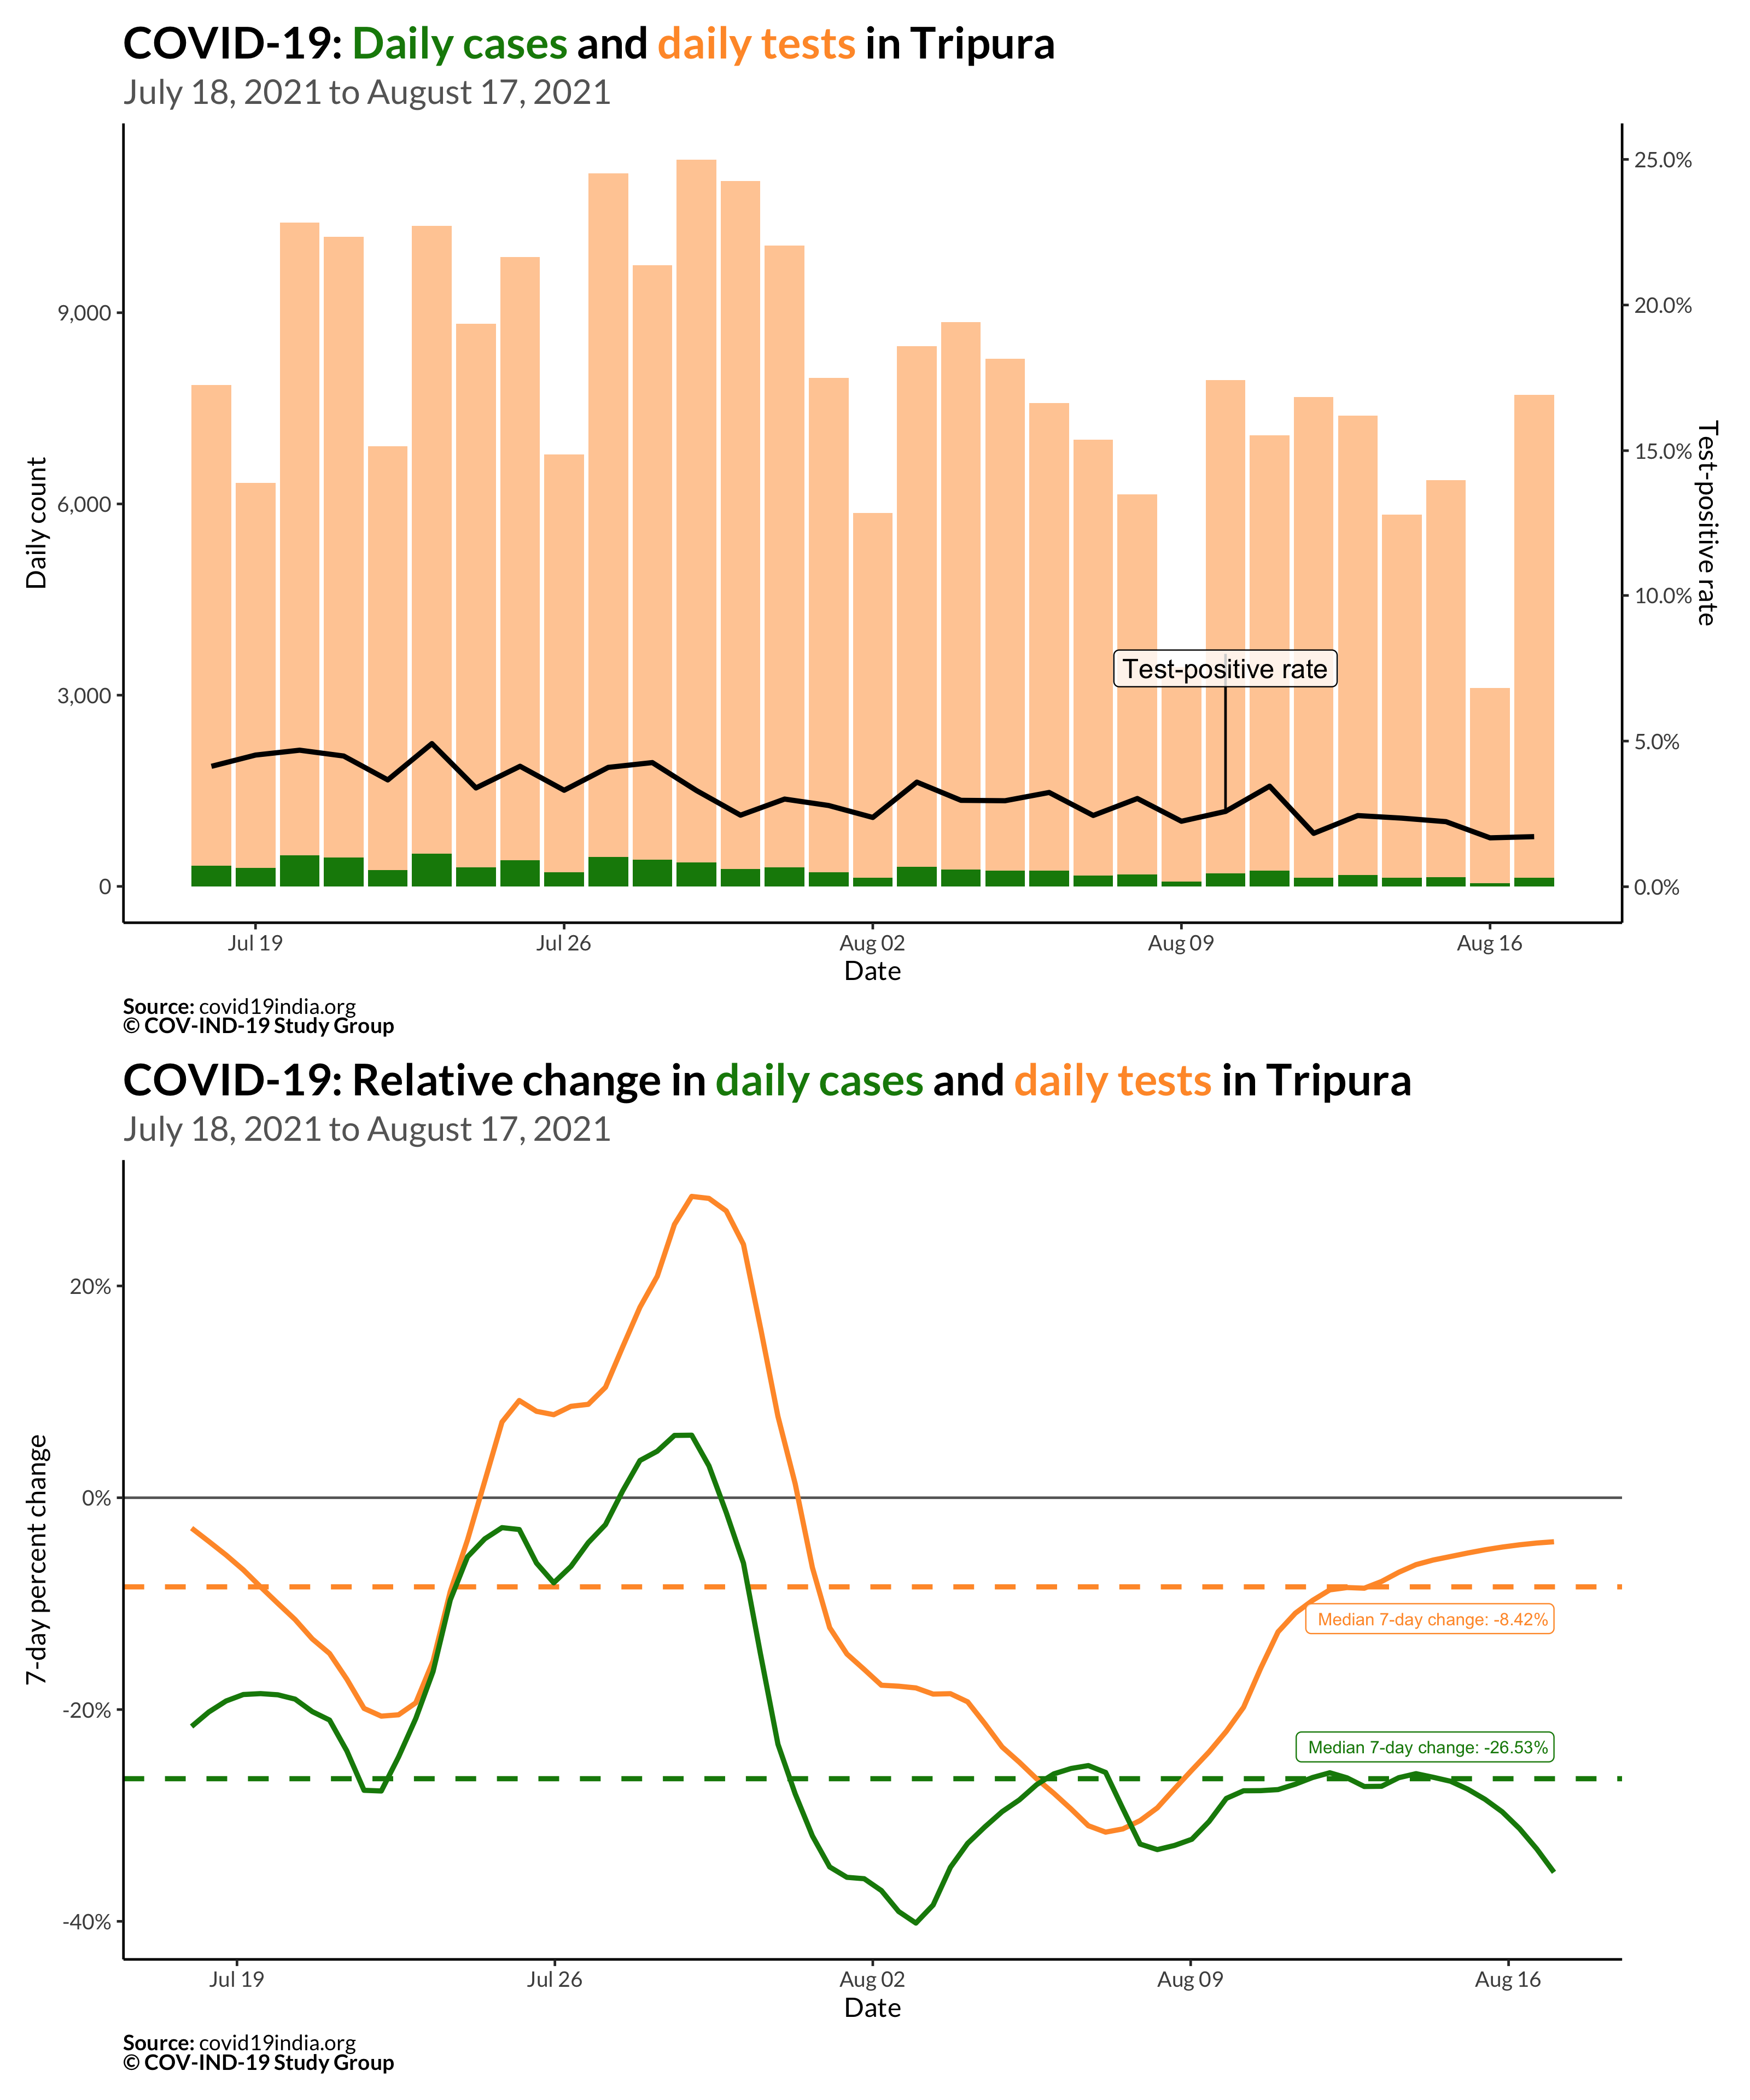 COVID-19: Daily cases and daily tests in Tripura
July 18, 2021 to August 17, 2021
25.0%
20.0%
9,000
15.0%
6,000
10.0%
3,000
5.0%
0
0.0%
Daily count
Test-positive rate
Test-positive rate
Jul 19
Jul 26
Aug 02
Aug 09
Aug 16
Date
Source: covid19india.org
© COV-IND-19 Study Group
COVID-19: Relative change in daily cases and daily tests in Tripura
July 18, 2021 to August 17, 2021
20%
0%
-20%
-40%
7-day percent change
Median 7-day change: -8.42%
Median 7-day change: -26.53%
Jul 19
Jul 26
Aug 02
Aug 09
Aug 16
Date
Source: covid19india.org
© COV-IND-19 Study Group